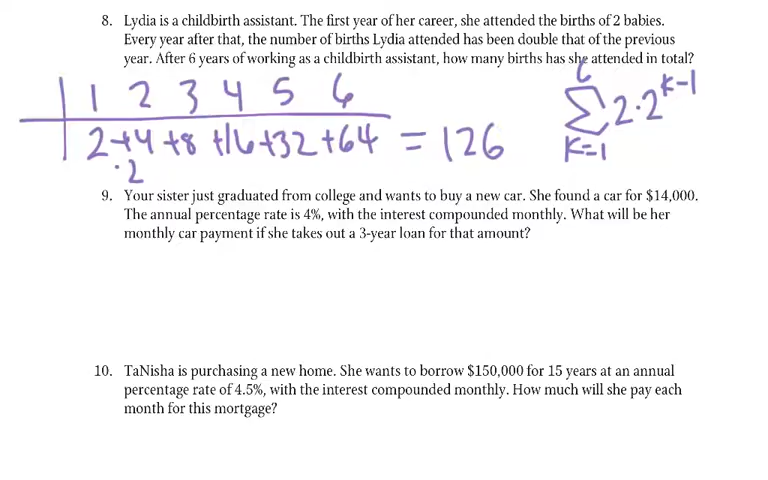 8. Lydia is a childbirth assistant. The first year of her career, she attended the births of 2 babies.
Every year after that, the number of births Lydia attended has been double that of the previous
year. After 6 years of working as a childbirth assistant, how many births has she attended in total?
1 2 3 4 5 6
2+4+8+16+32+64 = 126
·2
6
∑ 2·2^K-1
K=1
9. Your sister just graduated from college and wants to buy a new car. She found a car for $14,000.
The annual percentage rate is 4%, with the interest compounded monthly. What will be her
monthly car payment if she takes out a 3-year loan for that amount?
10. TaNisha is purchasing a new home. She wants to borrow $150,000 for 15 years at an annual
percentage rate of 4.5%, with the interest compounded monthly. How much will she pay each
month for this mortgage?